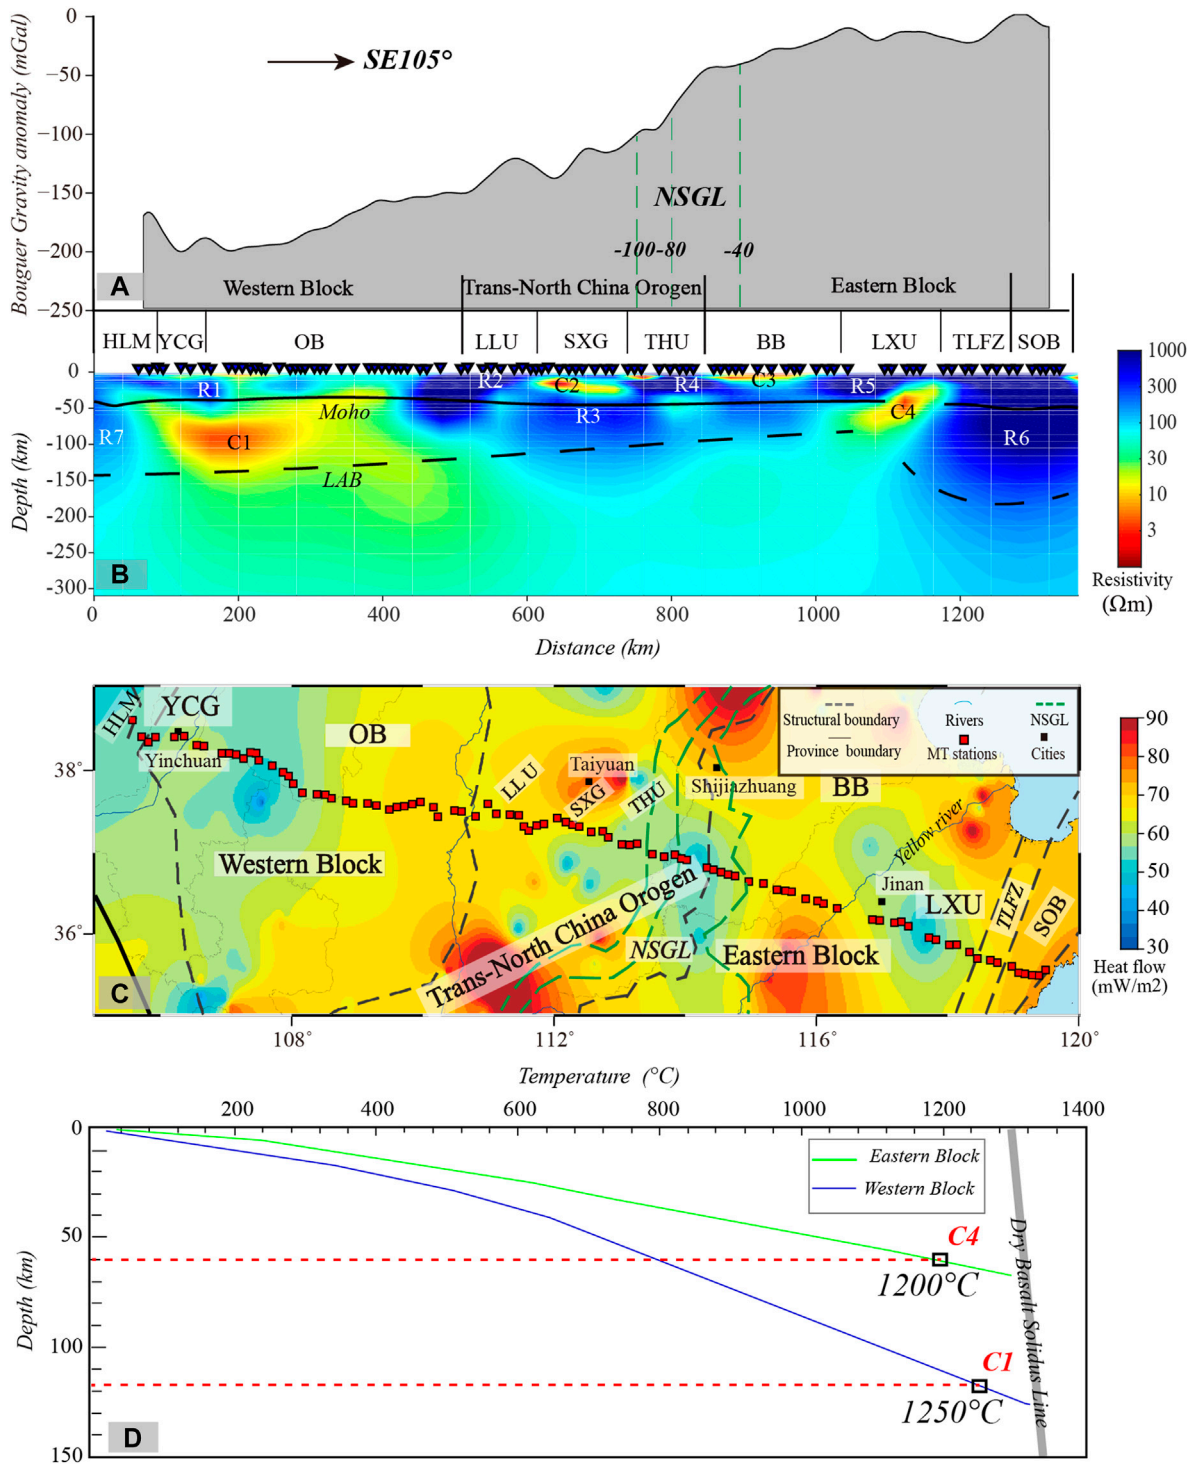 Bouguer Gravity anomaly (mGal)
0
−50
−100
−150
−200
−250
SE105°
NSGL
-100
-80
-40
A
Western Block
Trans-North China Orogen
Eastern Block
HLM
YCG
OB
LLU
SXG
THU
BB
LXU
TLFZ
SOB
Depth (km)
0
-50
-100
-150
-200
-250
-300
R1
R2
C2
R4
C3
R5
Moho
R3
C4
R7
C1
R6
LAB
B
0
200
400
600
800
1000
1200
Distance (km)
1000
300
100
30
10
3
Resistivity
(Ωm)
HLM
YCG
OB
Yinchuan
LLU
Taiyuan
SXG
THU
Shijiazhuang
BB
Structural boundary
Rivers
NSGL
Province boundary
MT stations
Cities
Yellow river
Western Block
Jinan
LXU
TLFZ
SOB
Trans-North China Orogen
NSGL
Eastern Block
C
38°
36°
108°
112°
116°
120°
90
80
70
60
50
40
30
Heat flow
(mW/m2)
Temperature (°C)
200
400
600
800
1000
1200
1400
Depth (km)
0
50
100
150
Eastern Block
Western Block
C4
1200°C
C1
1250°C
Dry Basalt Solidus Line
D